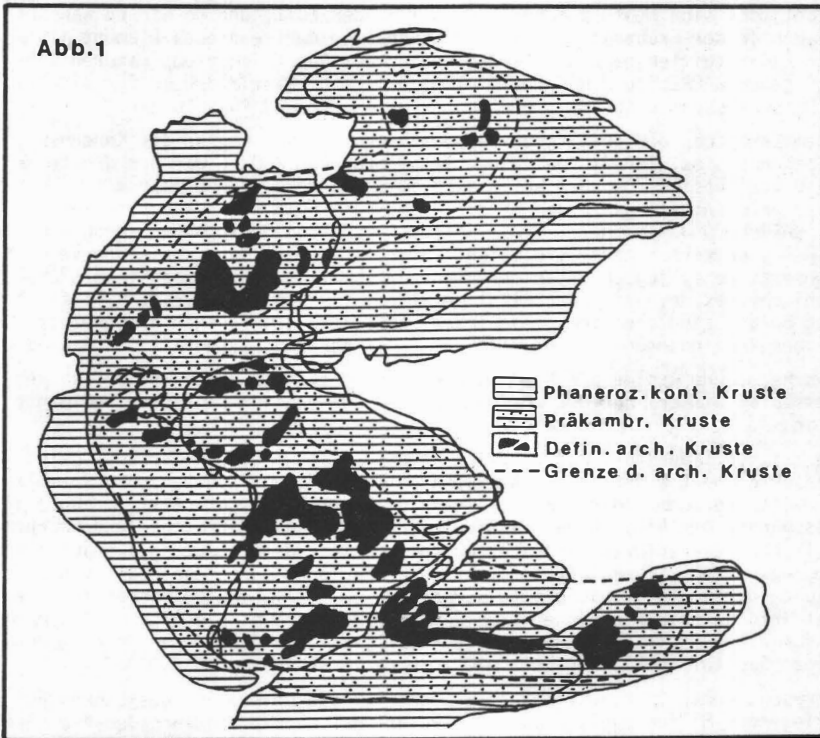 Abb.1
Phaneroz. kont. Kruste
Präkambr. Kruste
Defin. arch. Kruste
Grenze d. arch. Kruste